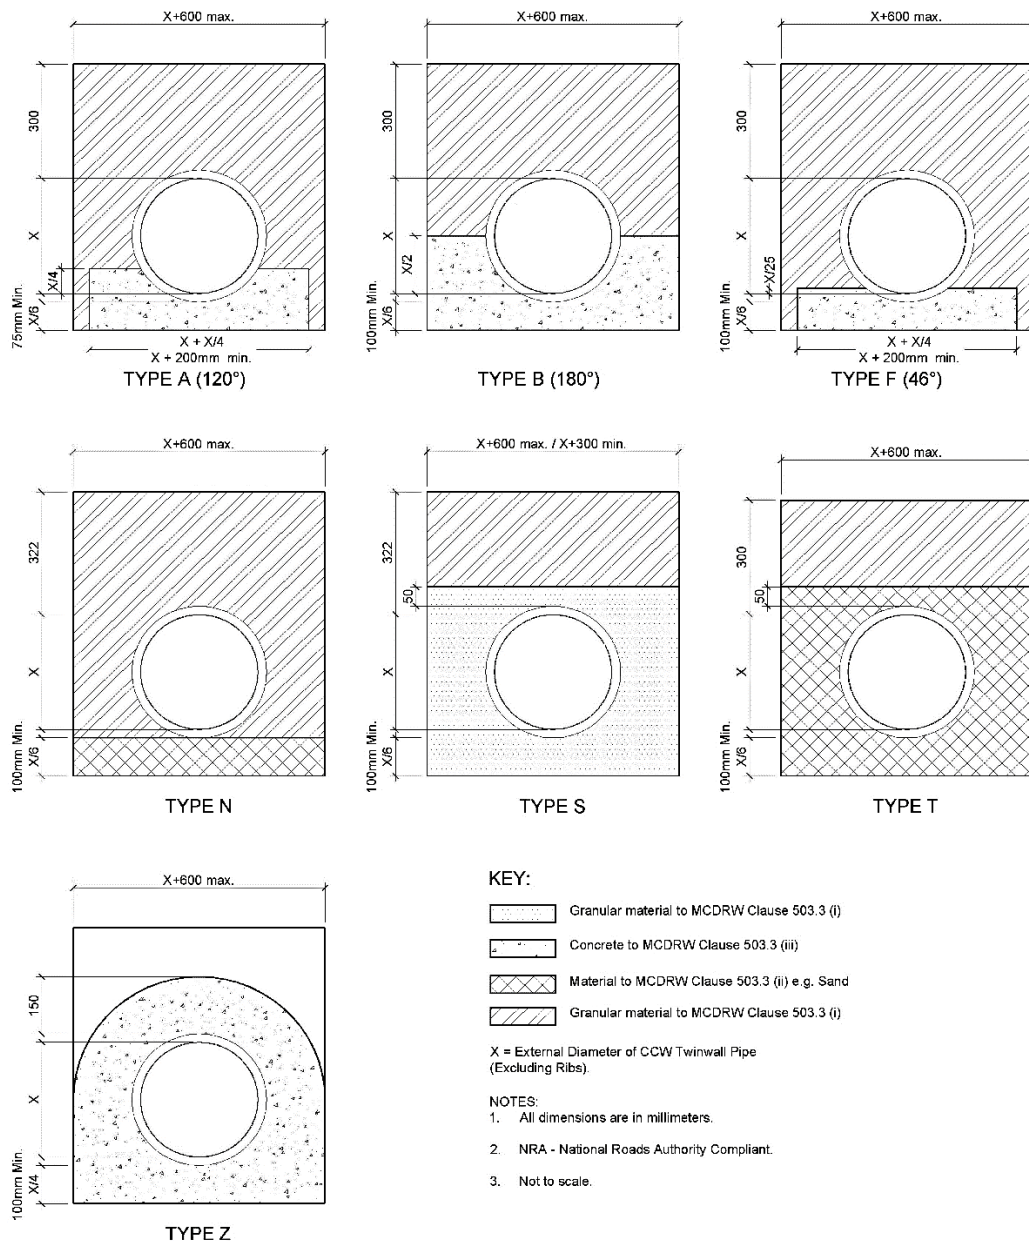 X+600 max.
X+600 max.
X+600 max.
300
X
X/4
X/6
75mm Min.
X + X/4
X + 200mm min.
TYPE A (120°)
300
X
X/2
X/6
100mm Min.
TYPE B (180°)
300
X
X/25
X/6
100mm Min.
X + X/4
X + 200mm min.
TYPE F (46°)
X+600 max.
X+600 max. / X+300 min.
X+600 max.
322
X
X/6
100mm Min.
TYPE N
322
50
X
X/6
100mm Min.
TYPE S
300
50
X
X/6
100mm Min.
TYPE T
X+600 max.
150
X
X/4
100mm Min.
TYPE Z
KEY:
Granular material to MCDRW Clause 503.3 (i)
Concrete to MCDRW Clause 503.3 (iii)
Material to MCDRW Clause 503.3 (ii) e.g. Sand
Granular material to MCDRW Clause 503.3 (i)
X = External Diameter of CCW Twinwall Pipe
(Excluding Ribs).
NOTES:
1. All dimensions are in millimeters.
2. NRA - National Roads Authority Compliant.
3. Not to scale.